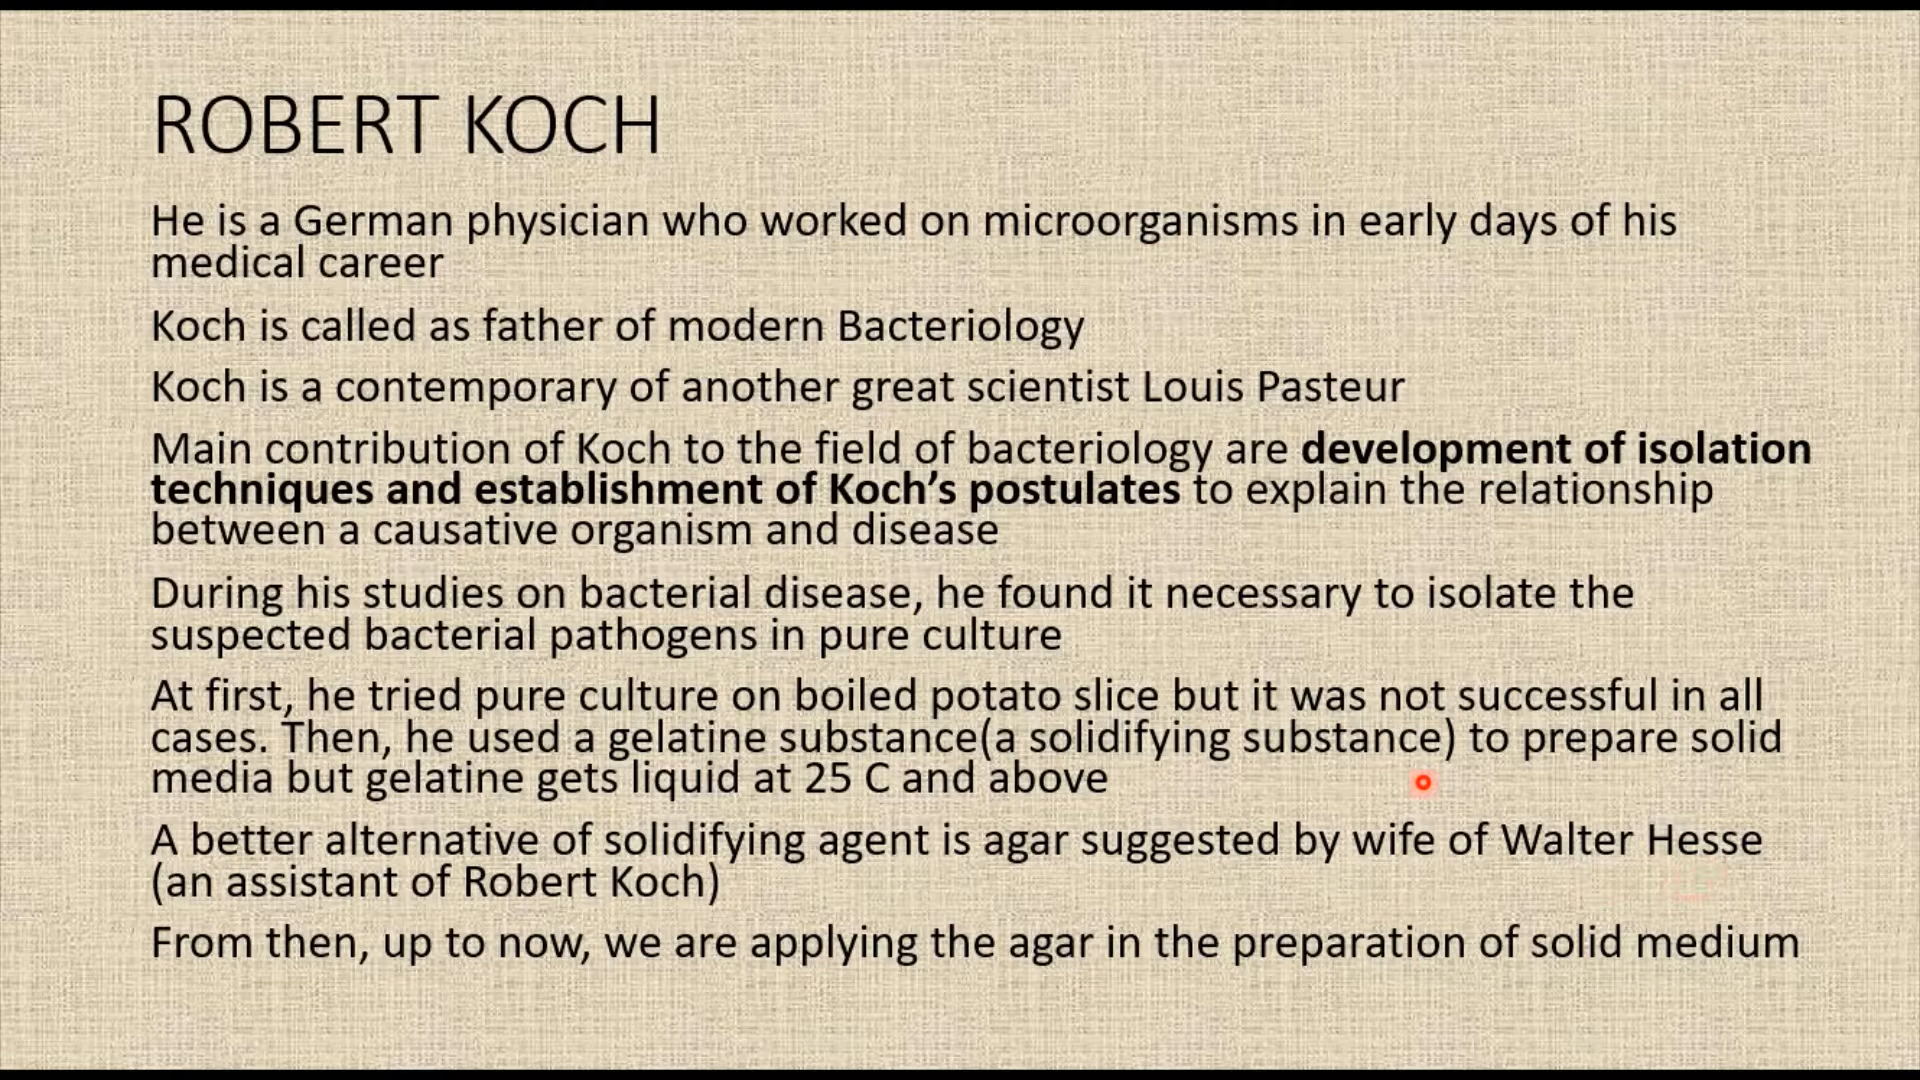 ROBERT KOCH
He is a German physician who worked on microorganisms in early days of his
medical career
Koch is called as father of modern Bacteriology
Koch is a contemporary of another great scientist Louis Pasteur
Main contribution of Koch to the field of bacteriology are development of isolation
techniques and establishment of Koch’s postulates to explain the relationship
between a causative organism and disease
During his studies on bacterial disease, he found it necessary to isolate the
suspected bacterial pathogens in pure culture
At first, he tried pure culture on boiled potato slice but it was not successful in all
cases. Then, he used a gelatine substance(a solidifying substance) to prepare solid
media but gelatine gets liquid at 25 C and above
A better alternative of solidifying agent is agar suggested by wife of Walter Hesse
(an assistant of Robert Koch)
From then, up to now, we are applying the agar in the preparation of solid medium